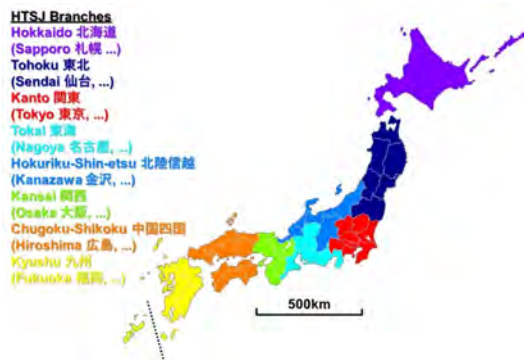 HTSJ Branches
Hokkaido 北海道
(Sapporo 札幌 ...)
Tohoku 東北
(Sendai 仙台, ...)
Kanto 関東
(Tokyo 東京, ...)
Tokai 東海
(Nagoya 名古屋, ...)
Hokuriku-Shin-etsu 北陸信越
(Kanazawa 金沢, ...)
Kansai 関西
(Osaka 大阪, ...)
Chugoku-Shikoku 中国四国
(Hiroshima 広島, ...)
Kyushu 九州
(Fukuoka 福岡, ...)
500km